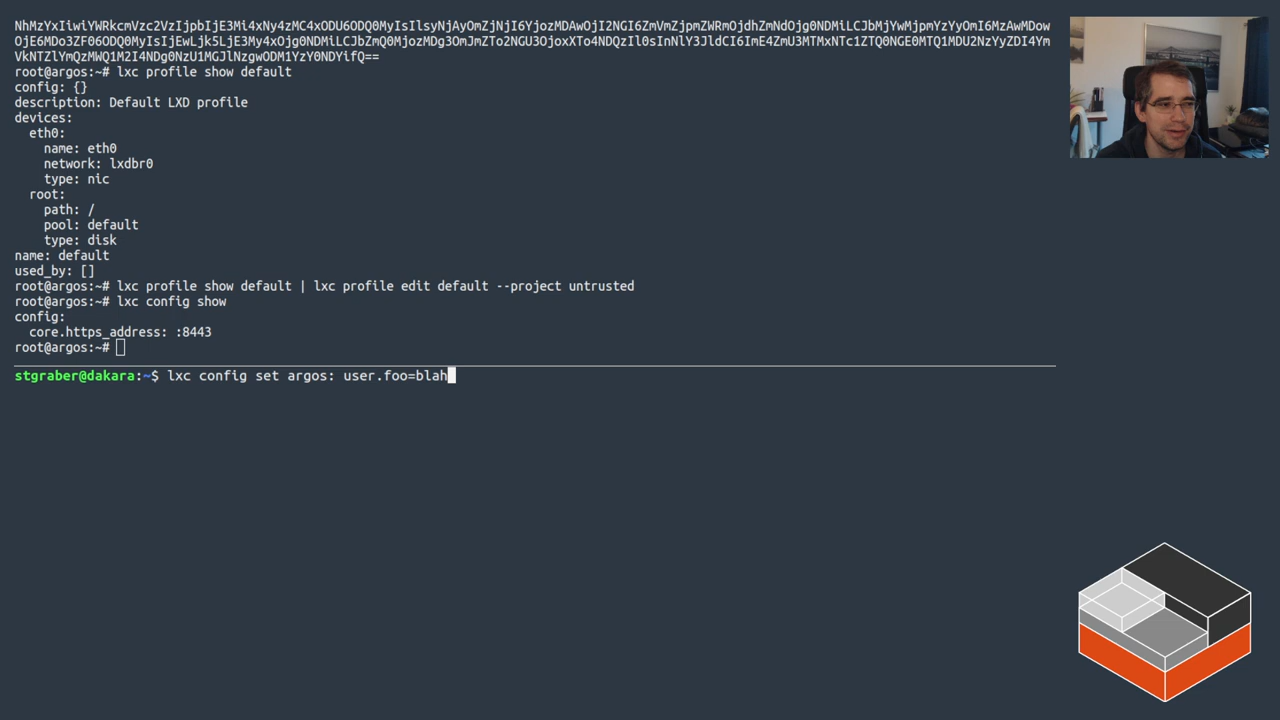 NhMzYxIiwiYWRkcmVzc2VzIjpbIjE3Mi4xNy4zMC4xODU6ODQ0MyIsIlsyNjAyOmZjNjI6YjozMDAwOjI2NGI6ZmVmZjpmZWRmOjdhZmNdOjg0NDMiLCJbMjYwMjpmYzYyOmI6MzAwMDow
OjE6MDo3ZF06ODQ0MyIsIjEwLjk5LjE3My4xOjg0NDMiLCJbZmQ0MjozMDg3OmJmZTo2NGU3OjoxXTo4NDQzIl0sInNlY3JldCI6ImE4ZmU3MTMxNTc1ZTQ0NGE0MTQ1MDU2NzYyZDI4Ym
VkNTZlYmQzMWQ1M2I4NDg0NzU1MGJlNzgwODM1YzY0NDYifQ==
root@argos:~# lxc profile show default
config: {}
description: Default LXD profile
devices:
  eth0:
    name: eth0
    network: lxdbr0
    type: nic
  root:
    path: /
    pool: default
    type: disk
name: default
used_by: []
root@argos:~# lxc profile show default | lxc profile edit default --project untrusted
root@argos:~# lxc config show
config:
  core.https_address: :8443
root@argos:~#
stgraber@dakara:~$ lxc config set argos: user.foo=blah